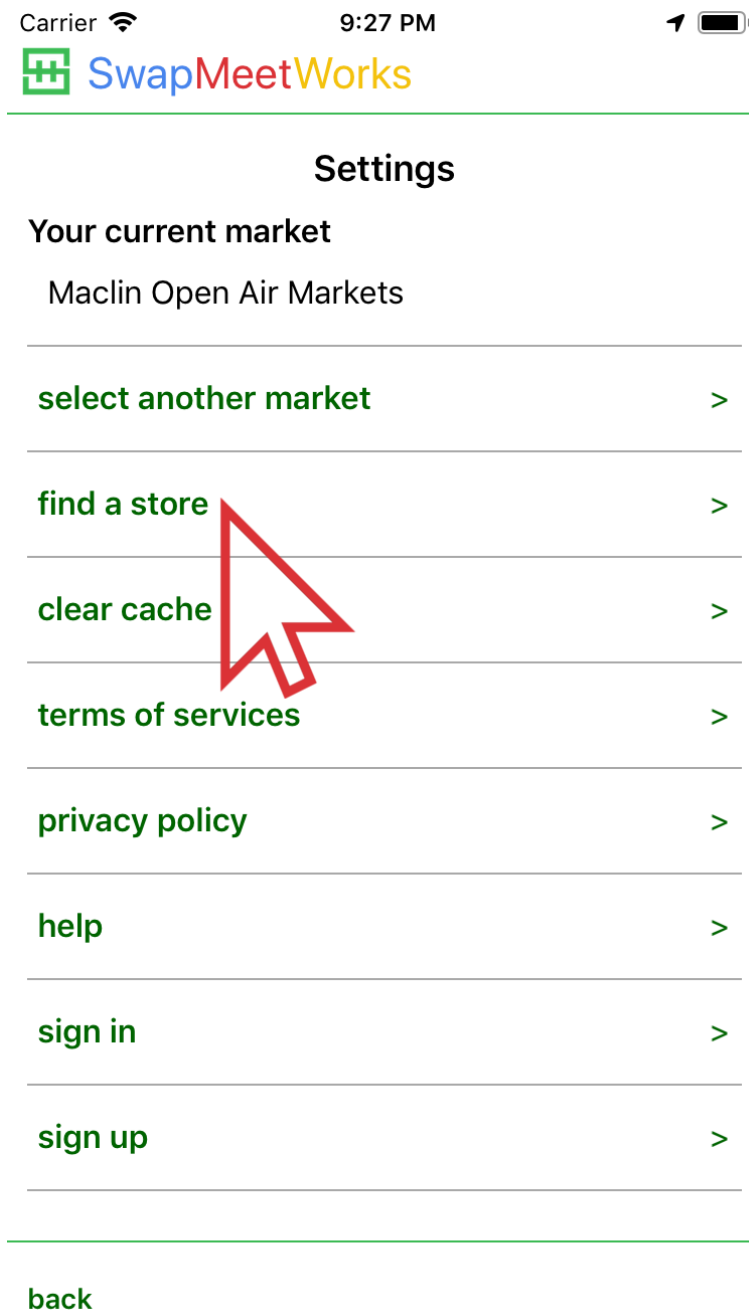 Carrier 9:27 PM
SwapMeetWorks
Settings
Your current market
Maclin Open Air Markets
select another market >
find a store >
clear cache >
terms of services >
privacy policy >
help >
sign in >
sign up >
back